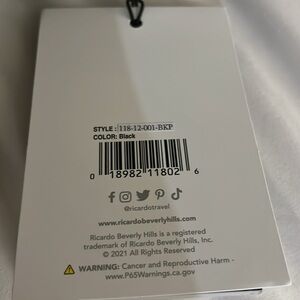 STYLE : 118-12-001-BKP
COLOR: Black
0 18982 11802 6
@ricardotravel
www.ricardobeverlyhills.com
Ricardo Beverly Hills is a registered
trademark of Ricardo Beverly Hills, Inc.
© 2021 All Rights Reserved
WARNING: Cancer and Reproductive Harm -
www.P65Warnings.ca.gov